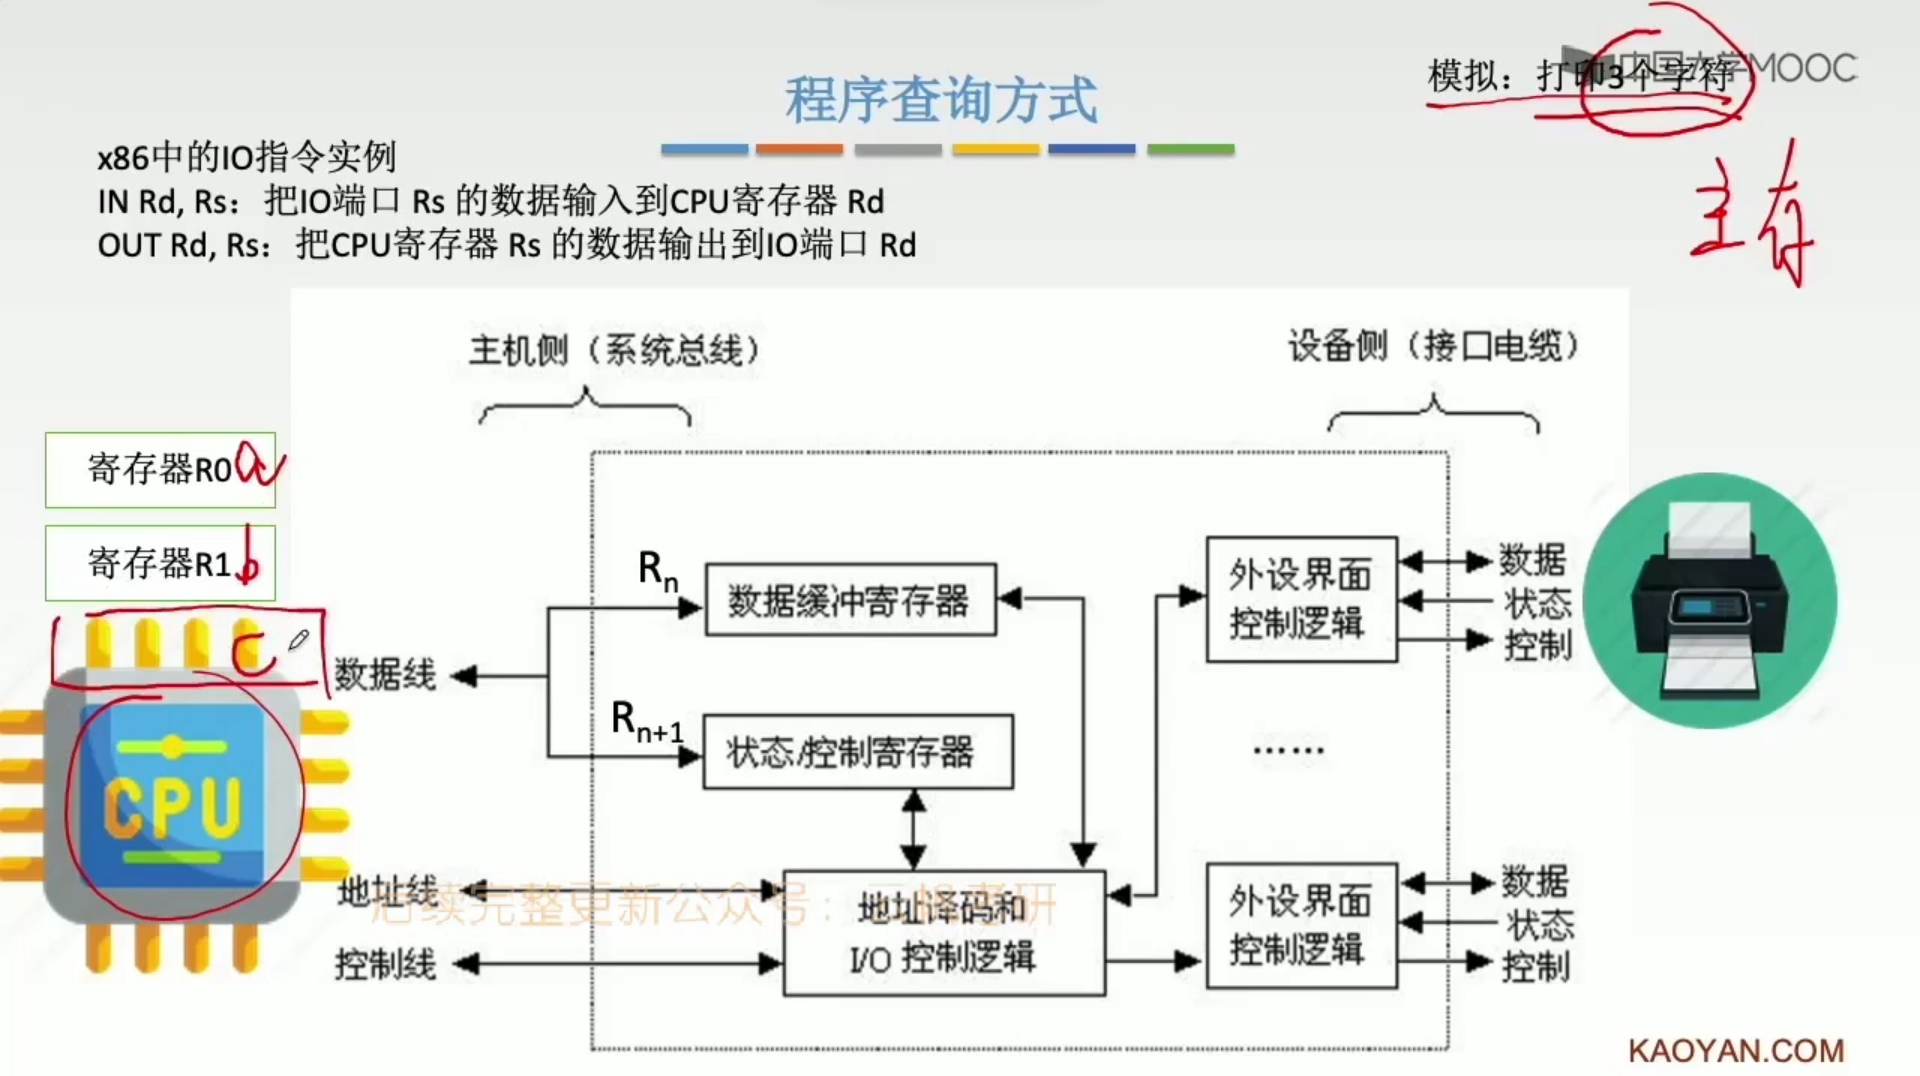 中国大学MOOC
模拟：打印3个字符
程序查询方式
主存
x86中的IO指令实例
IN Rd, Rs：把IO端口 Rs 的数据输入到CPU寄存器 Rd
OUT Rd, Rs：把CPU寄存器 Rs 的数据输出到IO端口 Rd
主机侧（系统总线）
设备侧（接口电缆）
寄存器R0 a
寄存器R1 b
c
CPU
数据线
地址线
控制线
Rn
数据缓冲寄存器
Rn+1
状态/控制寄存器
地址译码和
I/O 控制逻辑
外设界面
控制逻辑
数据
状态
控制
......
外设界面
控制逻辑
数据
状态
控制
后续完整更新公众号：考研
KAOYAN.COM